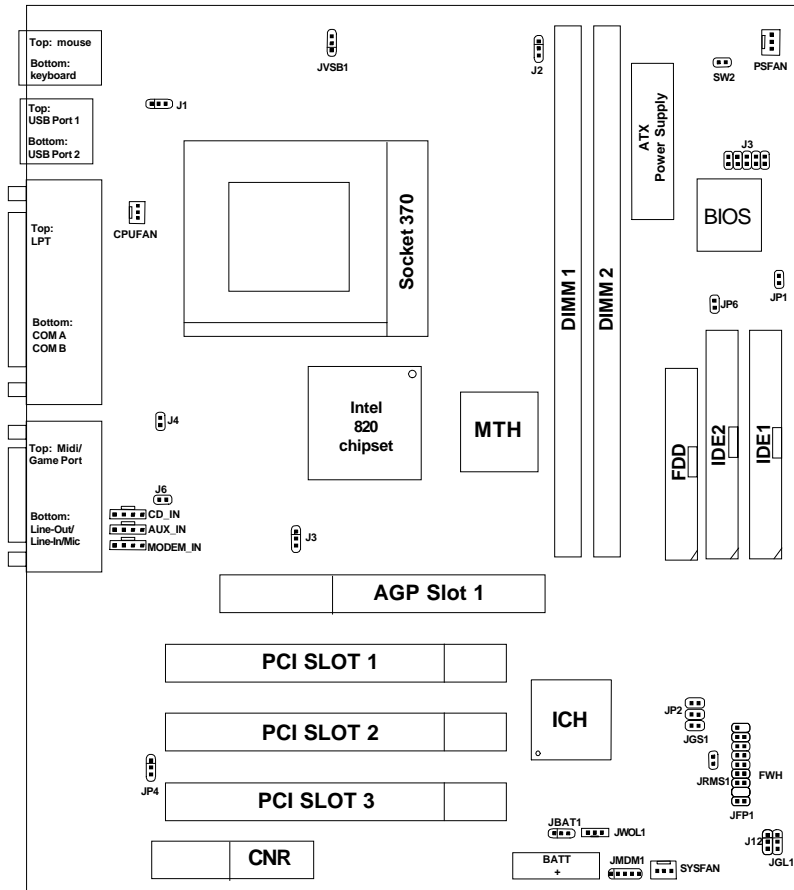 Top: mouse
Bottom:
keyboard
JVSB1
J2
SW2
PSFAN
Top:
USB Port 1
Bottom:
USB Port 2
J1
ATX
Power Supply
J3
BIOS
CPUFAN
Socket 370
DIMM 1
DIMM 2
Top:
LPT
Bottom:
COM A
COM B
JP1
JP6
Intel
820
chipset
MTH
FDD
IDE2
IDE1
J4
Top: Midi/
Game Port
Bottom:
Line-Out/
Line-In/Mic
J6
CD_IN
AUX_IN
MODEM_IN
J3
AGP Slot 1
PCI SLOT 1
PCI SLOT 2
PCI SLOT 3
ICH
JP2
JGS1
JRMS1
FWH
JFP1
JP4
JBAT1
JWOL1
J12
JGL1
CNR
BATT
+
JMDM1
SYSFAN